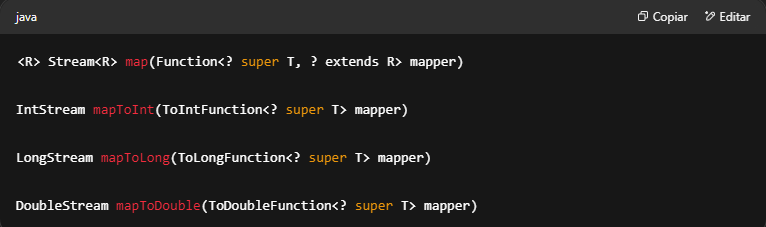 java
Copiar
Editar
<R> Stream<R> map(Function<? super T, ? extends R> mapper)
IntStream mapToInt(ToIntFunction<? super T> mapper)
LongStream mapToLong(ToLongFunction<? super T> mapper)
DoubleStream mapToDouble(ToDoubleFunction<? super T> mapper)